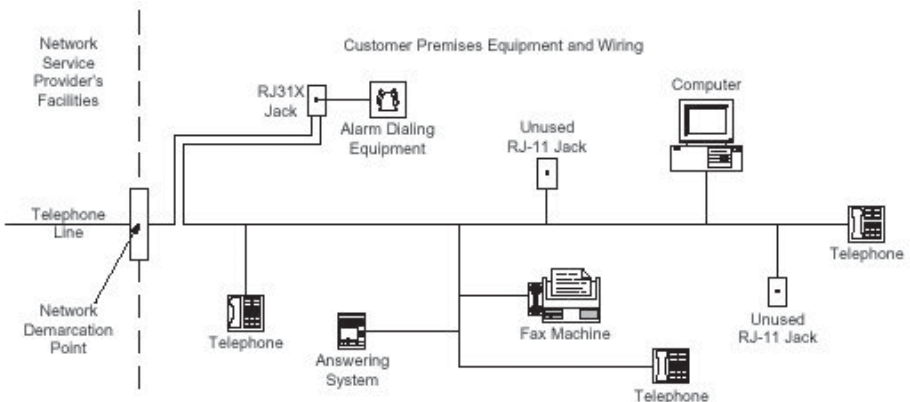 Network
Service
Provider's
Facilities
Customer Premises Equipment and Wiring
RJ31X
Jack
Alarm Dialing
Equipment
Unused
RJ-11 Jack
Computer
Telephone
Line
Telephone
Network
Demarcation
Point
Telephone
Answering
System
Fax Machine
Unused
RJ-11 Jack
Telephone